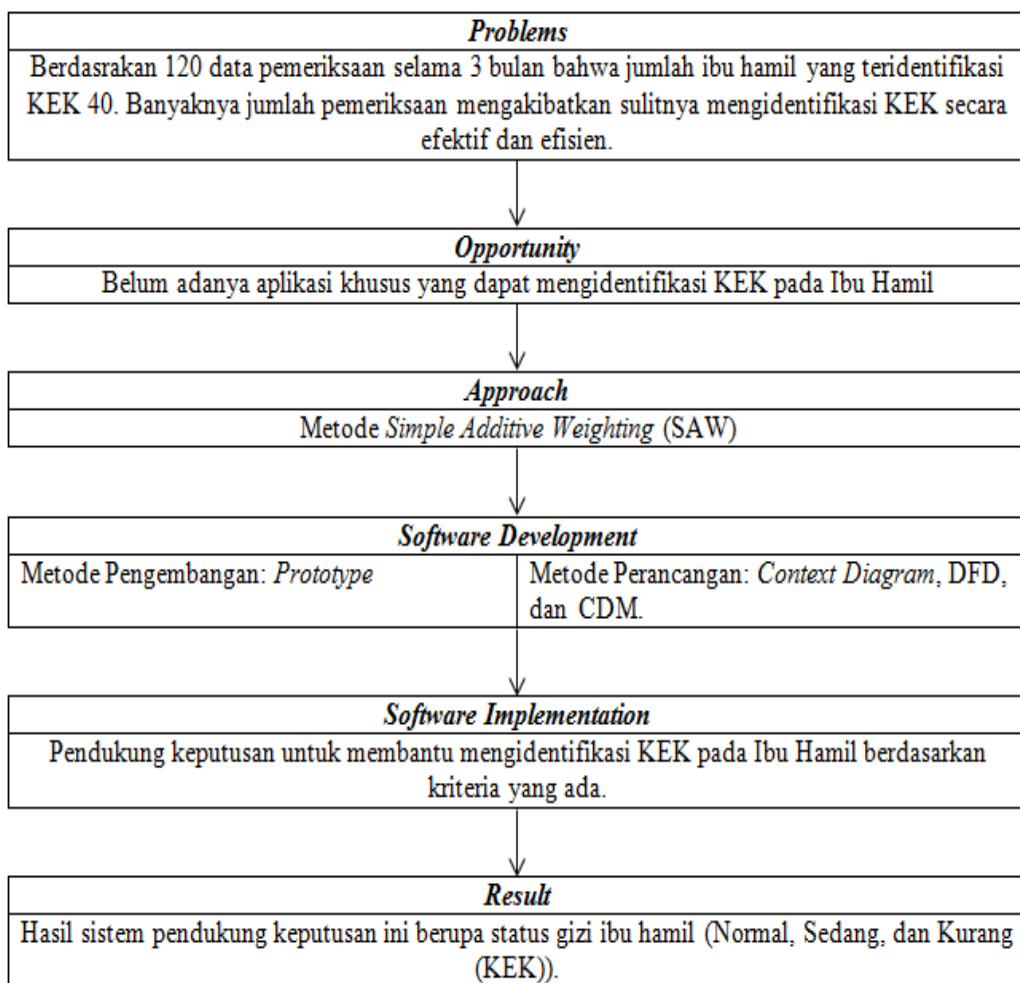 Problems
Berdasrakan 120 data pemeriksaan selama 3 bulan bahwa jumlah ibu hamil yang teridentifikasi
KEK 40. Banyaknya jumlah pemeriksaan mengakibatkan sulitnya mengidentifikasi KEK secara
efektif dan efisien.
Opportunity
Belum adanya aplikasi khusus yang dapat mengidentifikasi KEK pada Ibu Hamil
Approach
Metode Simple Additive Weighting (SAW)
Software Development
Metode Pengembangan: Prototype
Metode Perancangan: Context Diagram, DFD,
dan CDM.
Software Implementation
Pendukung keputusan untuk membantu mengidentifikasi KEK pada Ibu Hamil berdasarkan
kriteria yang ada.
Result
Hasil sistem pendukung keputusan ini berupa status gizi ibu hamil (Normal, Sedang, dan Kurang
(KEK)).